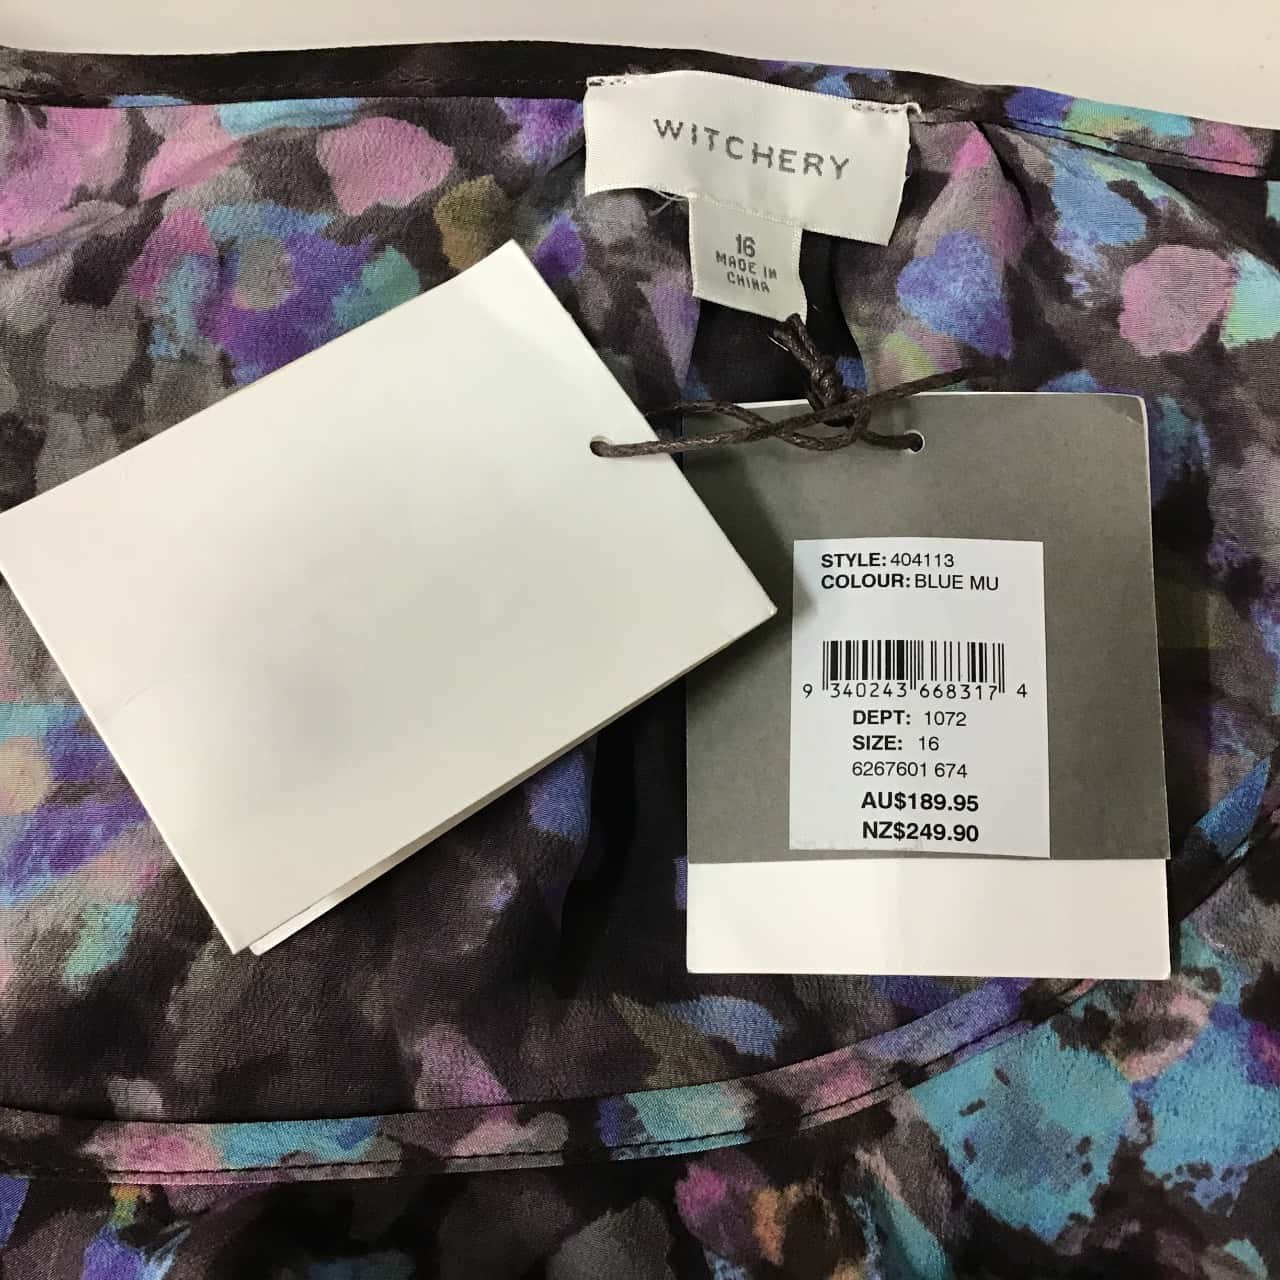 WITCHERY
16
MADE IN
CHINA
STYLE: 404113
COLOUR: BLUE MU
9 340243 668317 4
DEPT: 1072
SIZE: 16
6267601 674
AU$189.95
NZ$249.90